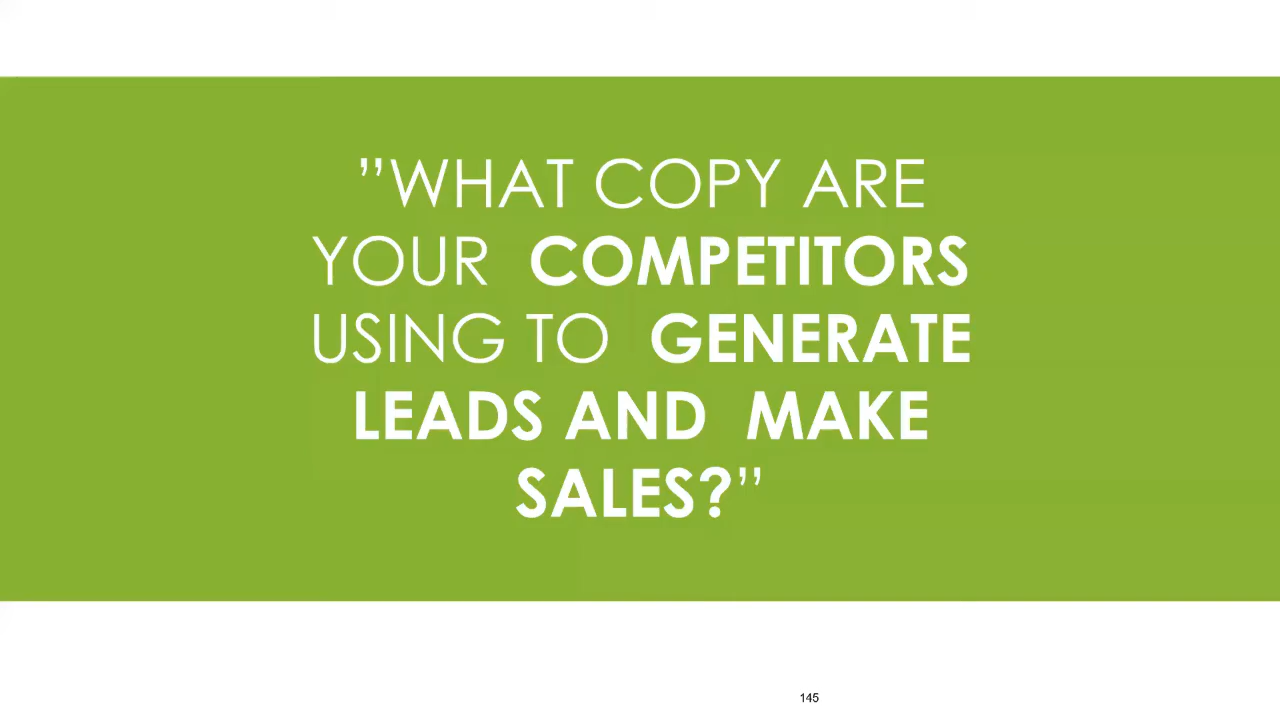 ”WHAT COPY ARE
YOUR COMPETITORS
USING TO GENERATE
LEADS AND MAKE
SALES?”
145